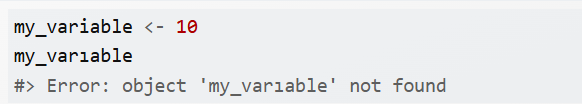 my_variable <- 10
my_varıable
#> Error: object 'my_varıable' not found